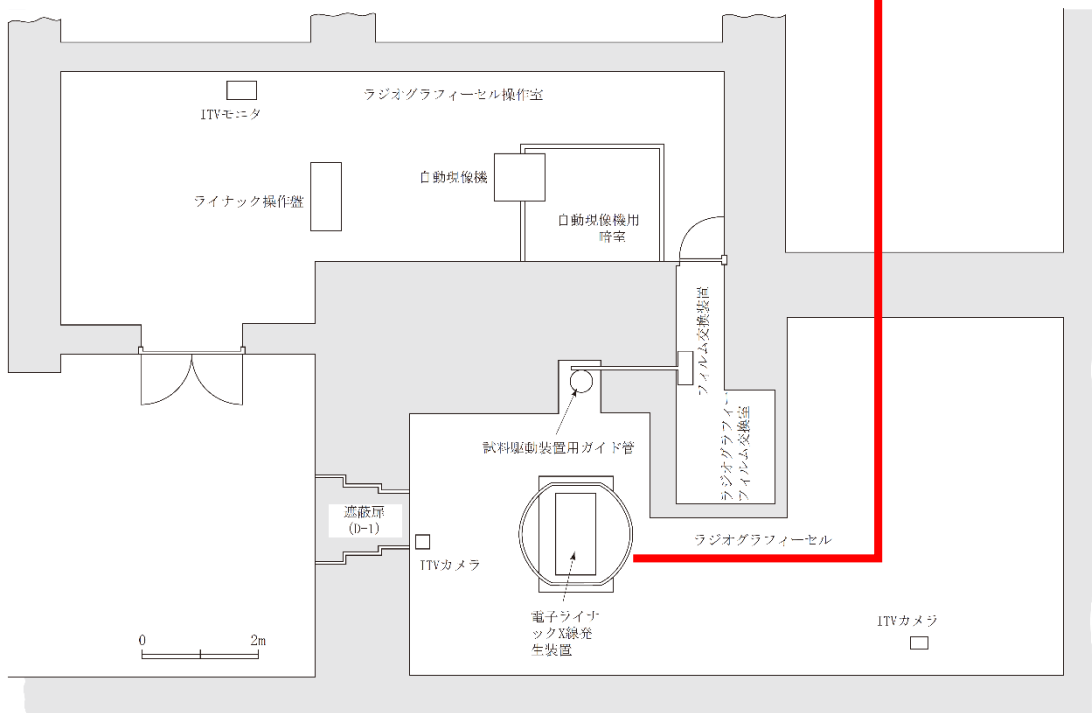 ラジオグラフィーセル操作室
ITVモニタ
自動現像機
ライナック操作盤
自動現像機用
暗室
フィルム交換装置
試料駆動装置用ガイド管
ラジオグラフィー
フィルム交換室
遮蔽扉
(D-1)
ITVカメラ
ラジオグラフィーセル
電子ライナ
ックX線発
生装置
ITVカメラ
0
2m